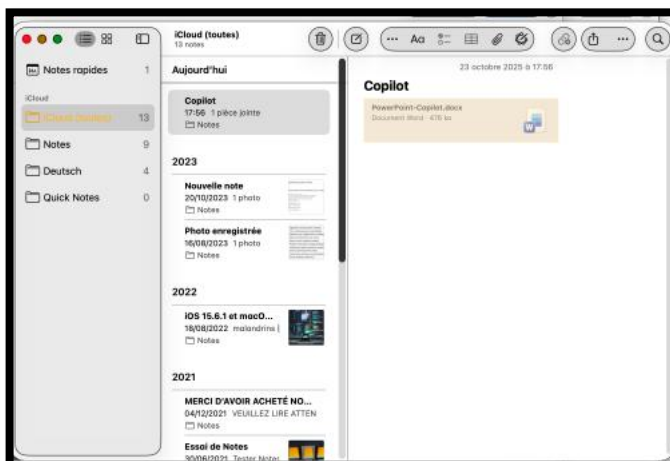 Notes rapides 1
iCloud
iCloud (toutes) 13
Notes 9
Deutsch 4
Quick Notes 0
iCloud (toutes)
13 notes
Aujourd'hui
Copilot
17:56 1 pièce jointe
Notes
2023
Nouvelle note
20/10/2023 1 photo
Notes
Photo enregistrée
16/08/2023 1 photo
Notes
2022
iOS 15.6.1 et macO...
18/08/2022 malandrins |
Notes
2021
MERCI D'AVOIR ACHETÉ NO...
04/12/2021 VEUILLEZ LIRE ATTEN
Notes
Essai de Notes
30/06/2021 Tester Notes
Aa
23 octobre 2025 à 17:56
Copilot
PowerPoint-Copilot.docx
Document Word · 476 ko
W